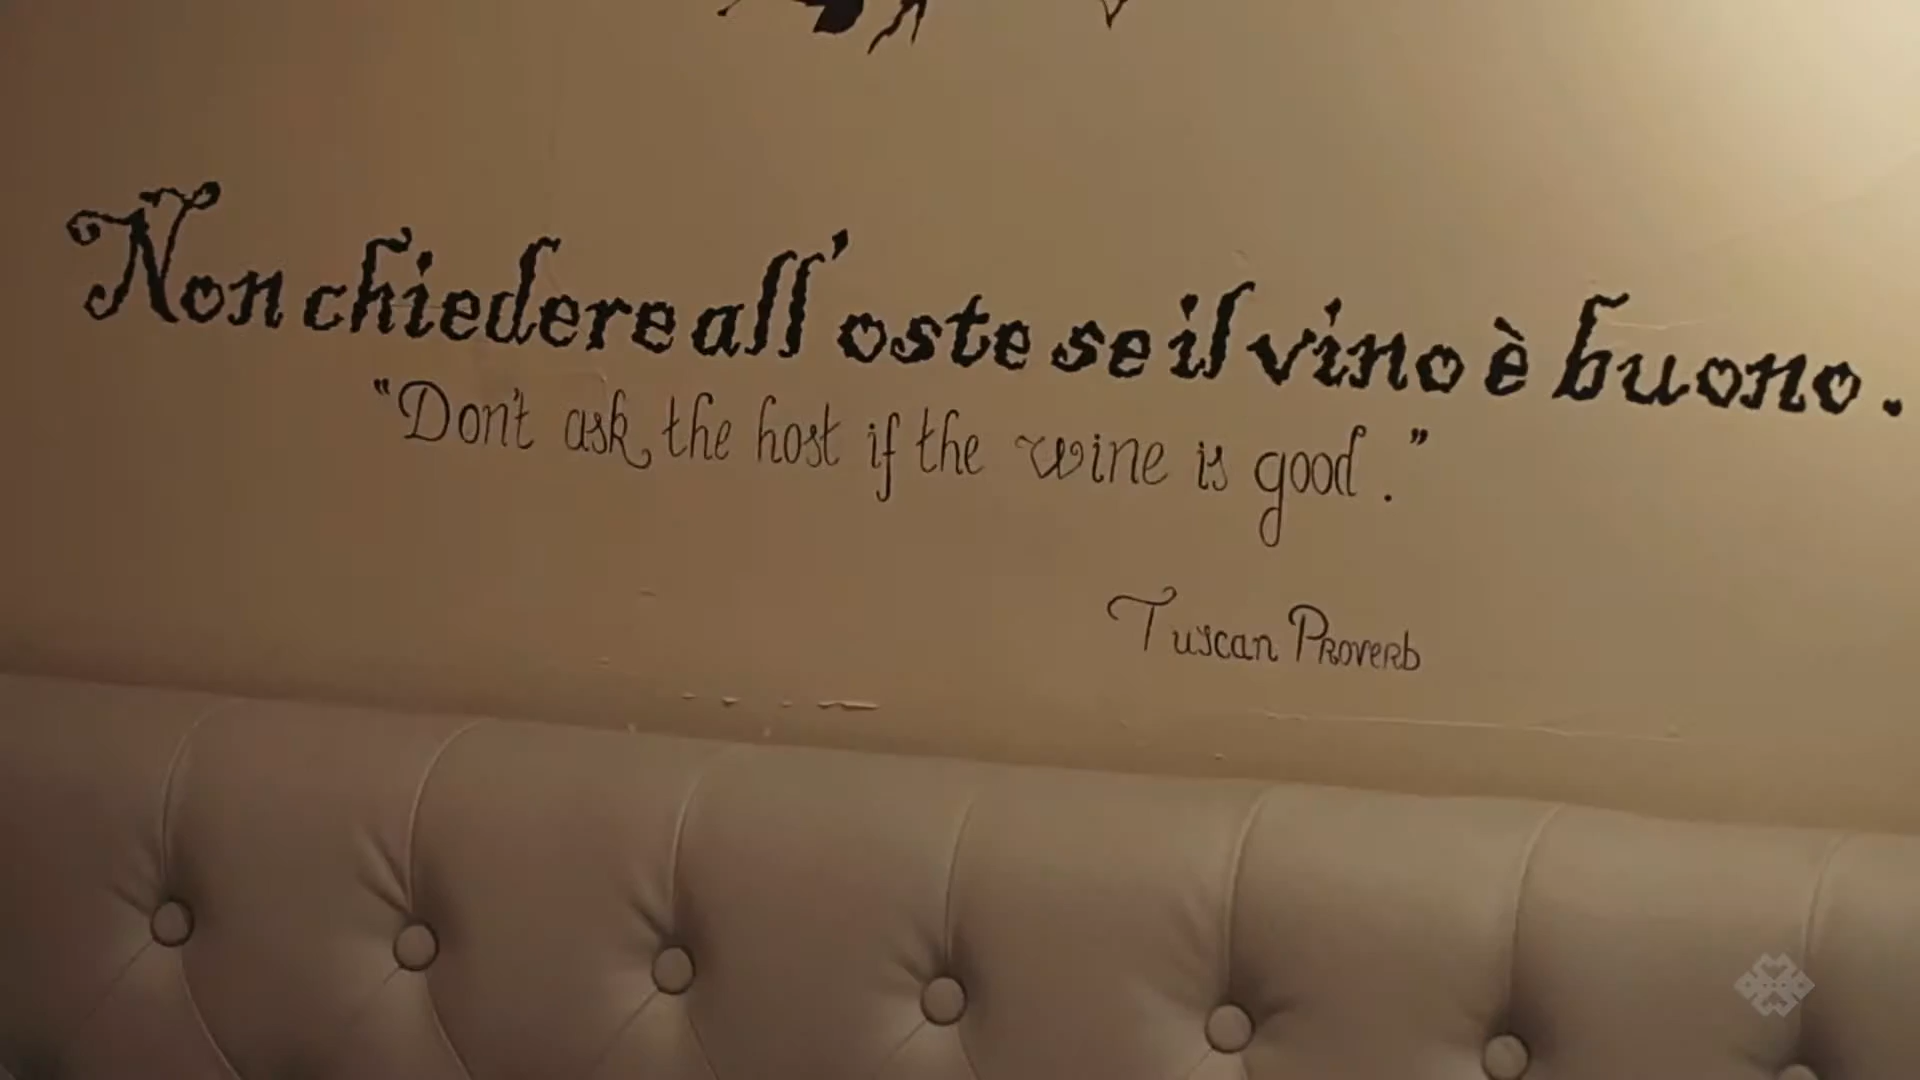 Non chiedere all' oste se il vino è buono.
"Don't ask the host if the wine is good."
Tuscan Proverb